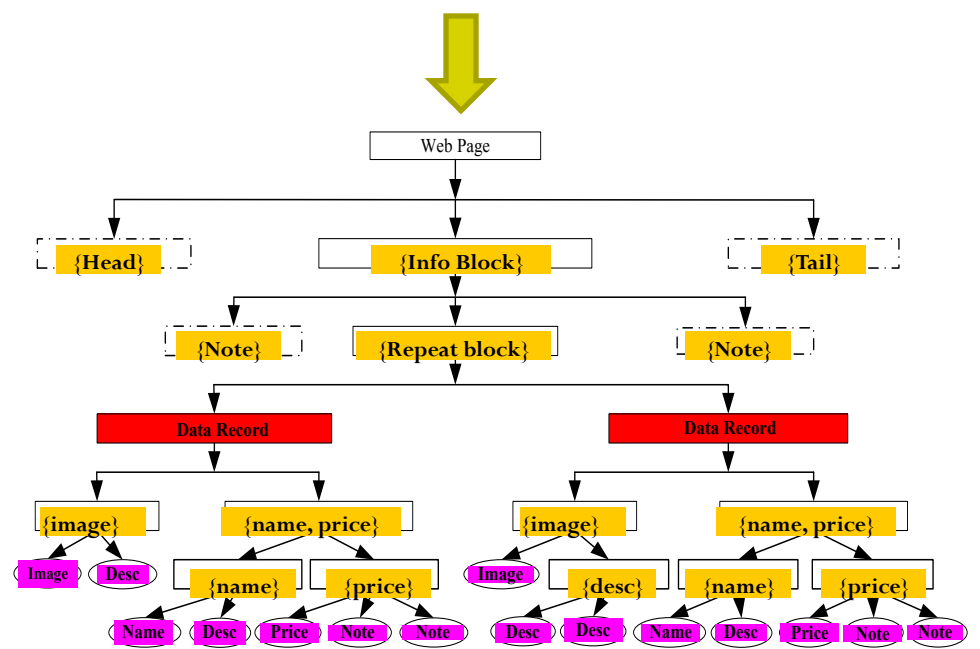 Web Page
{Head}
{Info Block}
{Tail}
{Note}
{Repeat block}
{Note}
Data Record
Data Record
{image}
{name, price}
{image}
{name, price}
Image
Desc
{name}
{price}
Image
{desc}
{name}
{price}
Name
Desc
Price
Note
Note
Desc
Desc
Name
Desc
Price
Note
Note